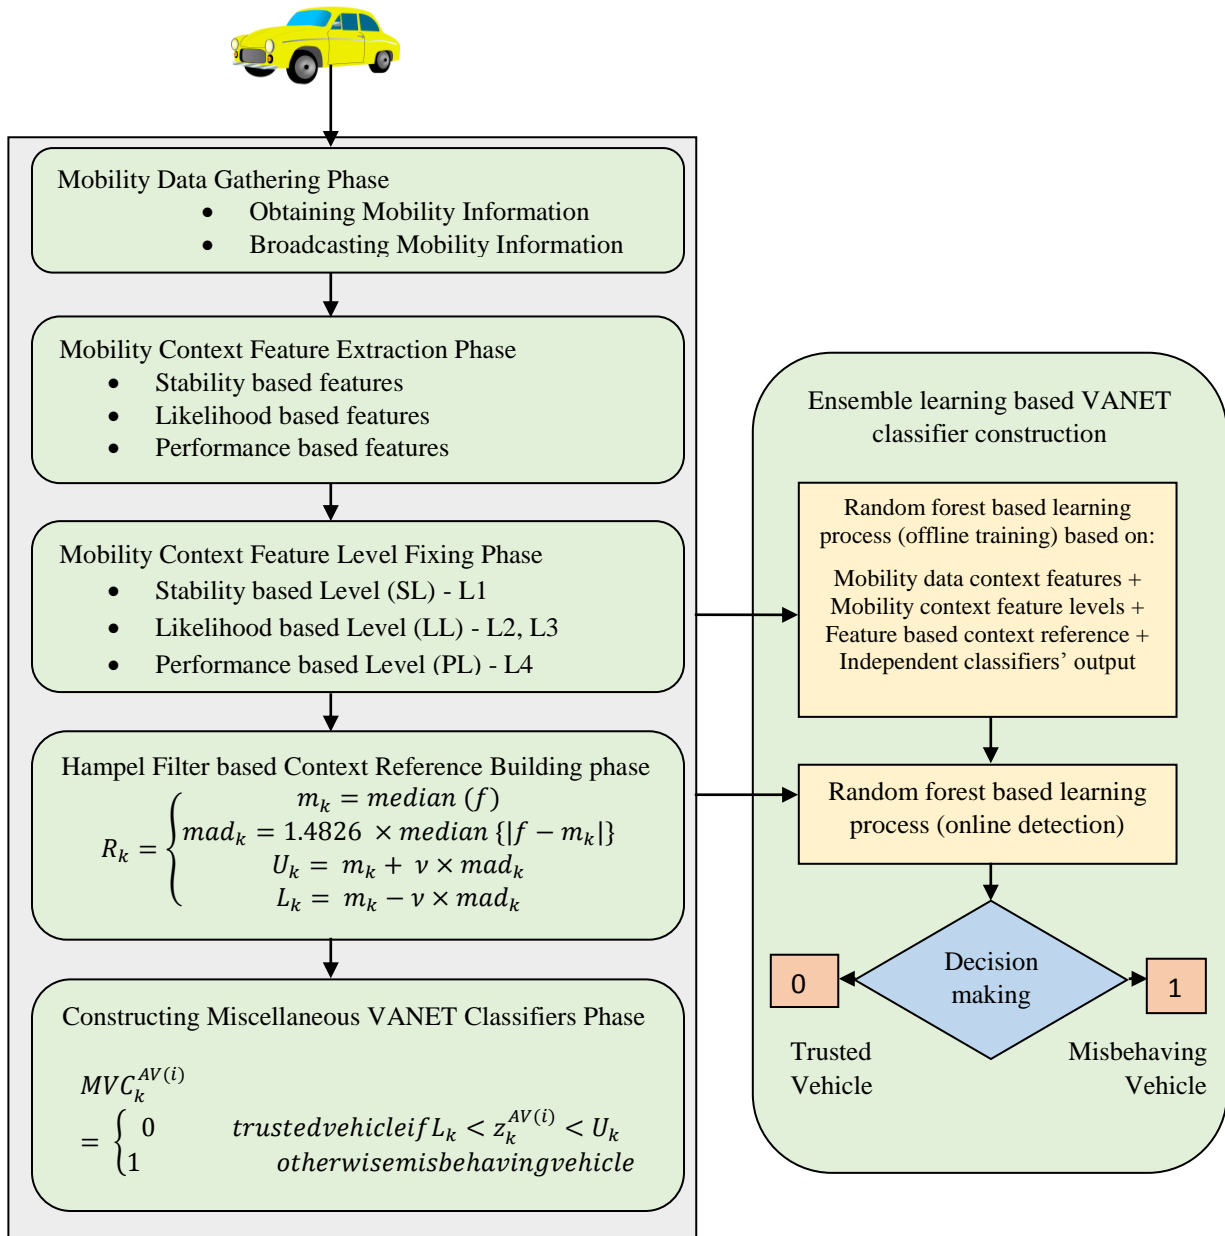 Mobility Data Gathering Phase
• Obtaining Mobility Information
• Broadcasting Mobility Information
Mobility Context Feature Extraction Phase
• Stability based features
• Likelihood based features
• Performance based features
Mobility Context Feature Level Fixing Phase
• Stability based Level (SL) - L1
• Likelihood based Level (LL) - L2, L3
• Performance based Level (PL) - L4
Hampel Filter based Context Reference Building phase
R_k = { m_k = median (f)
mad_k = 1.4826 × median {|f − m_k|}
U_k = m_k + ν × mad_k
L_k = m_k − ν × mad_k
Constructing Miscellaneous VANET Classifiers Phase
MVC_k^{AV(i)}
= { 0 trustedvehicleif L_k < z_k^{AV(i)} < U_k
1 otherwisemisbehavingvehicle
Ensemble learning based VANET
classifier construction
Random forest based learning
process (offline training) based on:
Mobility data context features +
Mobility context feature levels +
Feature based context reference +
Independent classifiers’ output
Random forest based learning
process (online detection)
Decision
making
0
1
Trusted
Vehicle
Misbehaving
Vehicle